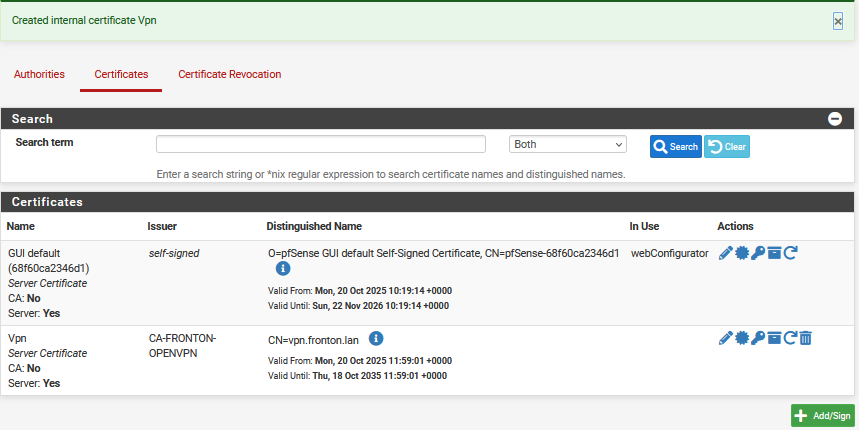 Created internal certificate Vpn
×
Authorities Certificates Certificate Revocation
Search
Search term Both Search Clear
Enter a search string or *nix regular expression to search certificate names and distinguished names.
Certificates
Name Issuer Distinguished Name In Use Actions
GUI default self-signed O=pfSense GUI default Self-Signed Certificate, CN=pfSense-68f60ca2346d1 webConfigurator
(68f60ca2346d1)
Server Certificate
CA: No
Server: Yes
Valid From: Mon, 20 Oct 2025 10:19:14 +0000
Valid Until: Sun, 22 Nov 2026 10:19:14 +0000
Vpn CA-FRONTON-OPENVPN CN=vpn.fronton.lan
Server Certificate
CA: No
Server: Yes
Valid From: Mon, 20 Oct 2025 11:59:01 +0000
Valid Until: Thu, 18 Oct 2035 11:59:01 +0000
Add/Sign